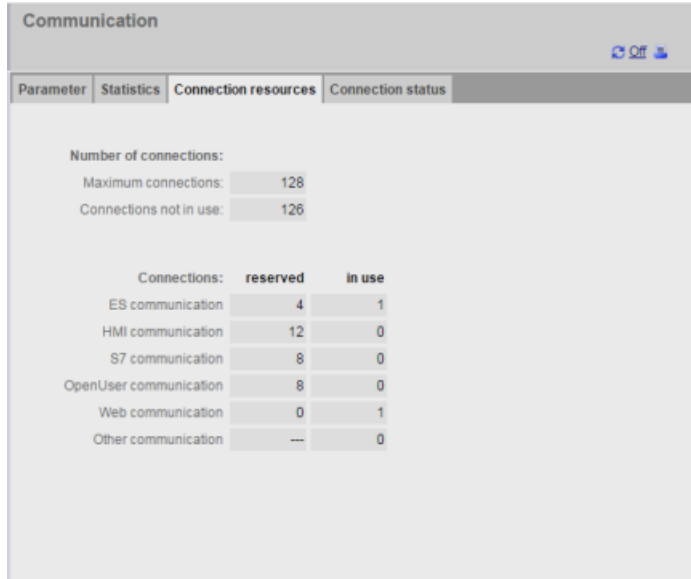 Communication
Off
Parameter Statistics Connection resources Connection status
Number of connections:
Maximum connections: 128
Connections not in use: 126
Connections: reserved in use
ES communication 4 1
HMI communication 12 0
S7 communication 8 0
OpenUser communication 8 0
Web communication 0 1
Other communication --- 0